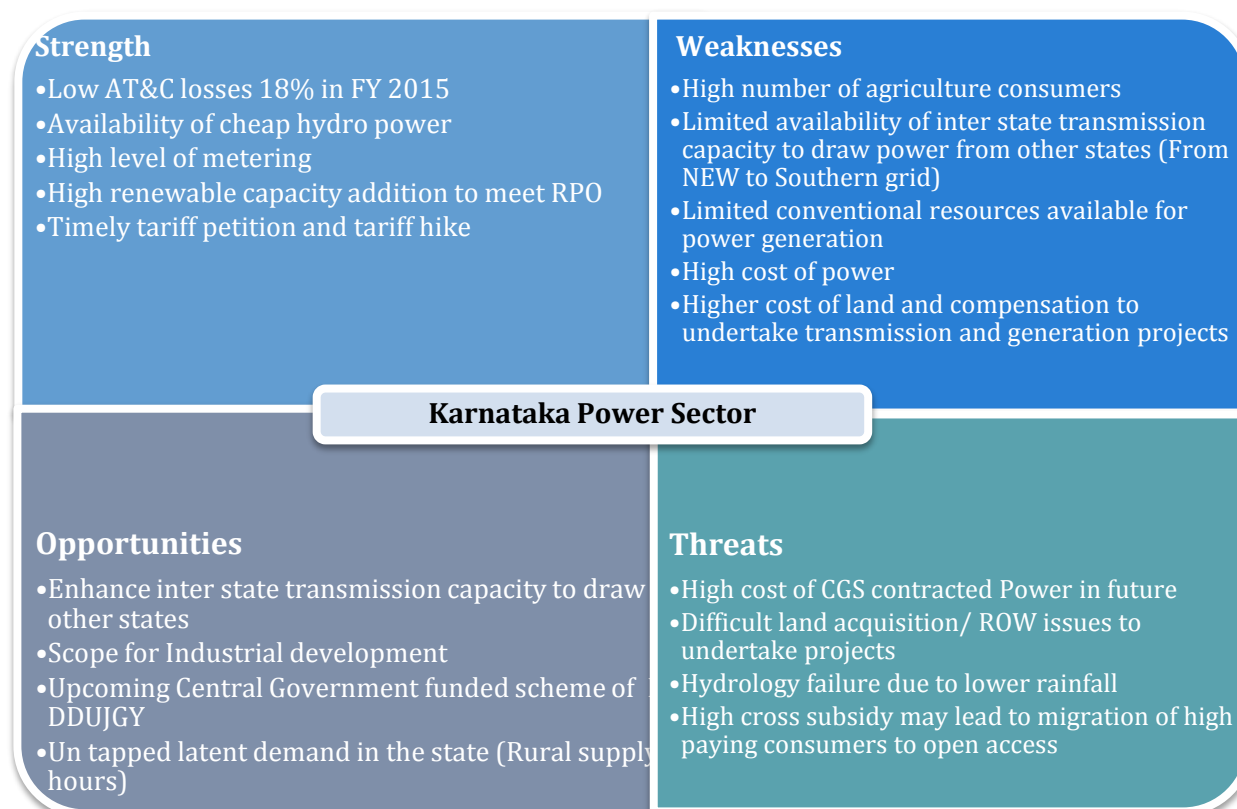 Strength
•Low AT&C losses 18% in FY 2015
•Availability of cheap hydro power
•High level of metering
•High renewable capacity addition to meet RPO
•Timely tariff petition and tariff hike
Weaknesses
•High number of agriculture consumers
•Limited availability of inter state transmission
capacity to draw power from other states (From
NEW to Southern grid)
•Limited conventional resources available for
power generation
•High cost of power
•Higher cost of land and compensation to
undertake transmission and generation projects
Karnataka Power Sector
Opportunities
•Enhance inter state transmission capacity to draw
other states
•Scope for Industrial development
•Upcoming Central Government funded scheme of
DDUJGY
•Un tapped latent demand in the state (Rural supply
hours)
Threats
•High cost of CGS contracted Power in future
•Difficult land acquisition/ ROW issues to
undertake projects
•Hydrology failure due to lower rainfall
•High cross subsidy may lead to migration of high
paying consumers to open access